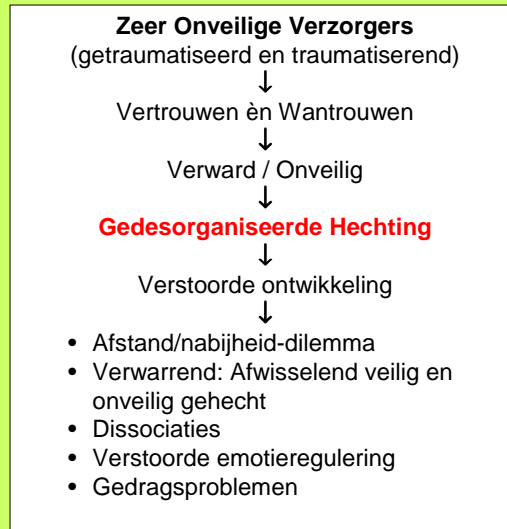 Zeer Onveilige Verzorgers
(getraumatiseerd en traumatiserend)
↓
Vertrouwen èn Wantrouwen
↓
Verward / Onveilig
↓
Gedesorganiseerde Hechting
↓
Verstoorde ontwikkeling
↓
• Afstand/nabijheid-dilemma
• Verwarrend: Afwisselend veilig en
onveilig gehecht
• Dissociaties
• Verstoorde emotieregulering
• Gedragsproblemen